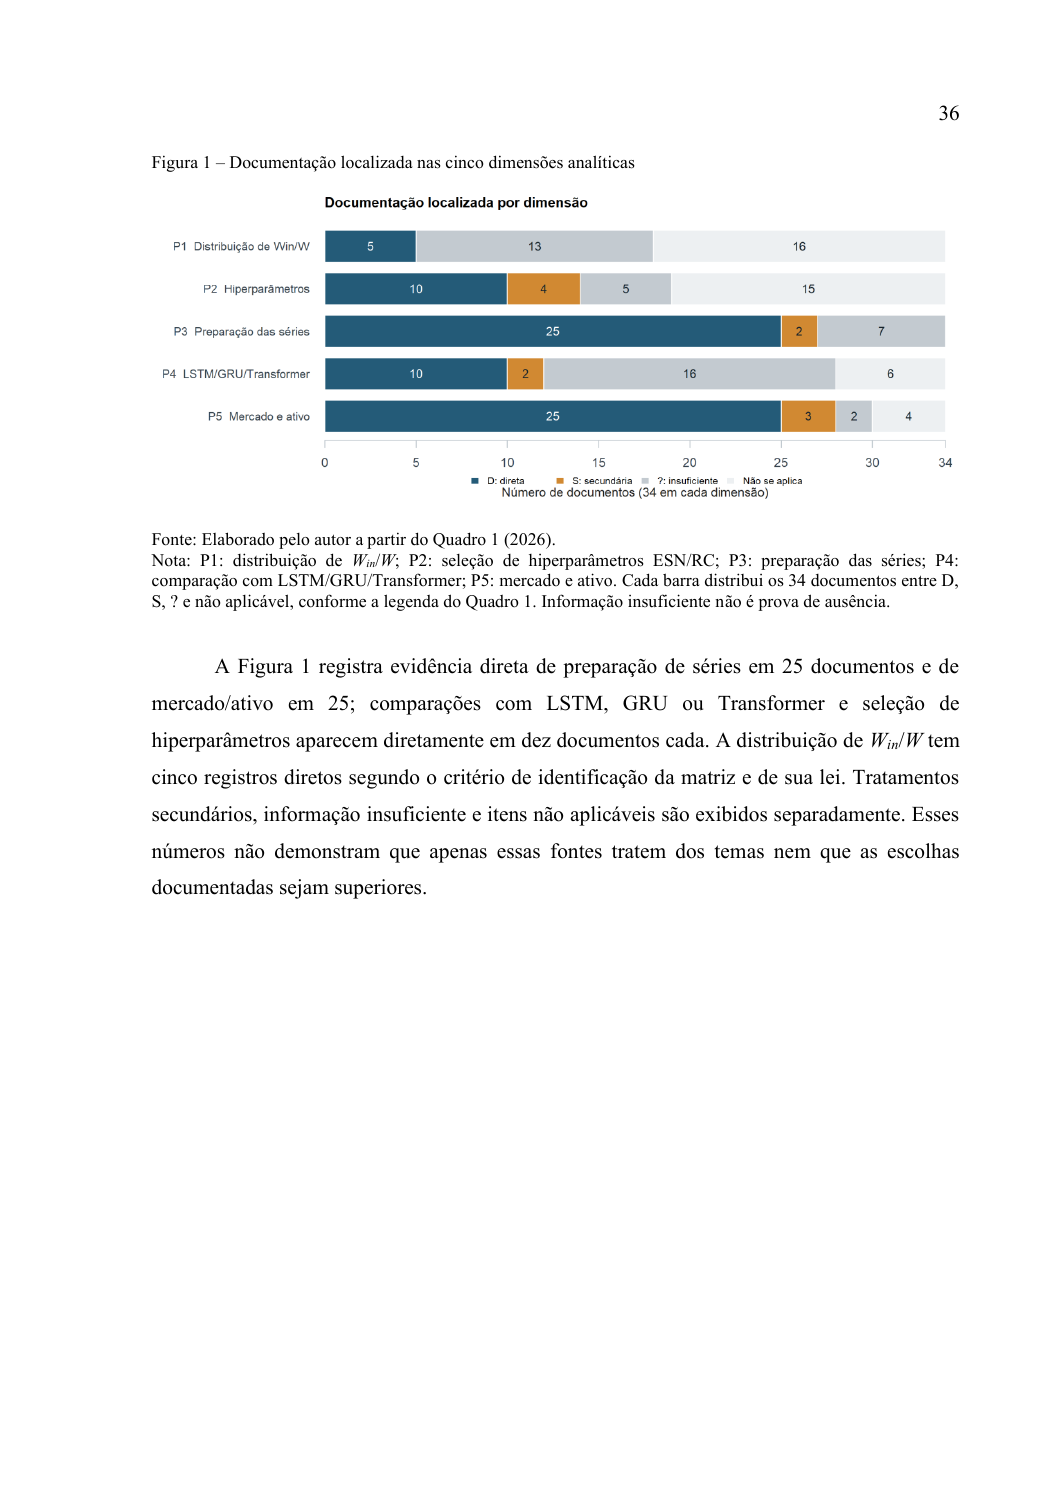 36
Figura 1 – Documentação localizada nas cinco dimensões analíticas
Documentação localizada por dimensão
P1 Distribuição de Win/W 5 13 16
P2 Hiperparâmetros 10 4 5 15
P3 Preparação das séries 25 2 7
P4 LSTM/GRU/Transformer 10 2 16 6
P5 Mercado e ativo 25 3 2 4
0 5 10 15 20 25 30 34
D: direta S: secundária ?: insuficiente Não se aplica
Número de documentos (34 em cada dimensão)
Fonte: Elaborado pelo autor a partir do Quadro 1 (2026).
Nota: P1: distribuição de Win/W; P2: seleção de hiperparâmetros ESN/RC; P3: preparação das séries; P4:
comparação com LSTM/GRU/Transformer; P5: mercado e ativo. Cada barra distribui os 34 documentos entre D,
S, ? e não aplicável, conforme a legenda do Quadro 1. Informação insuficiente não é prova de ausência.
A Figura 1 registra evidência direta de preparação de séries em 25 documentos e de
mercado/ativo em 25; comparações com LSTM, GRU ou Transformer e seleção de
hiperparâmetros aparecem diretamente em dez documentos cada. A distribuição de Win/W tem
cinco registros diretos segundo o critério de identificação da matriz e de sua lei. Tratamentos
secundários, informação insuficiente e itens não aplicáveis são exibidos separadamente. Esses
números não demonstram que apenas essas fontes tratem dos temas nem que as escolhas
documentadas sejam superiores.